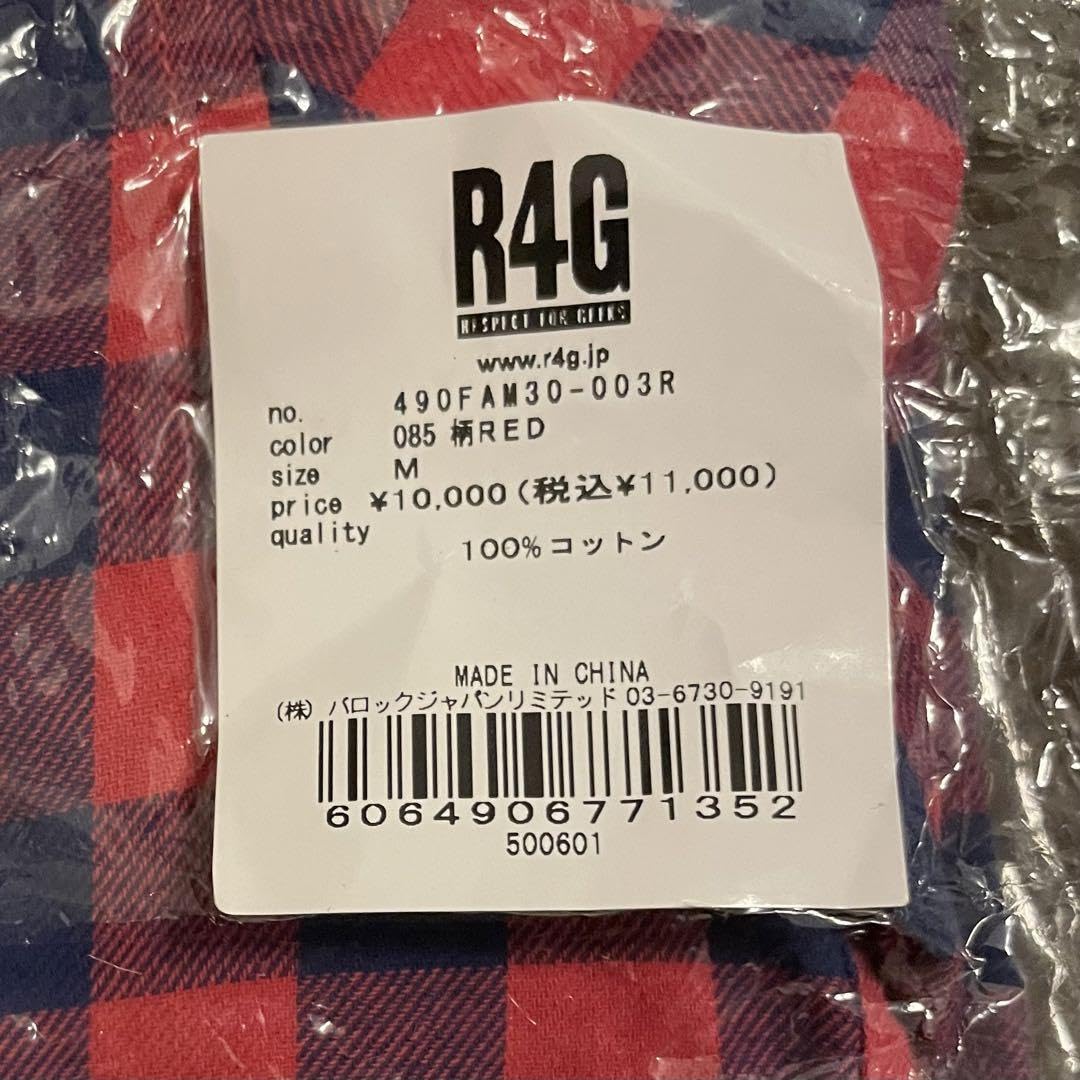 R4G
RESPECT FOR GEEKS
www.r4g.jp
no. 490FAM30-003R
color 085 柄RED
size M
price ¥10,000(税込¥11,000)
quality 100%コットン
MADE IN CHINA
(株) バロックジャパンリミテッド 03-6730-9191
6064906771352
500601